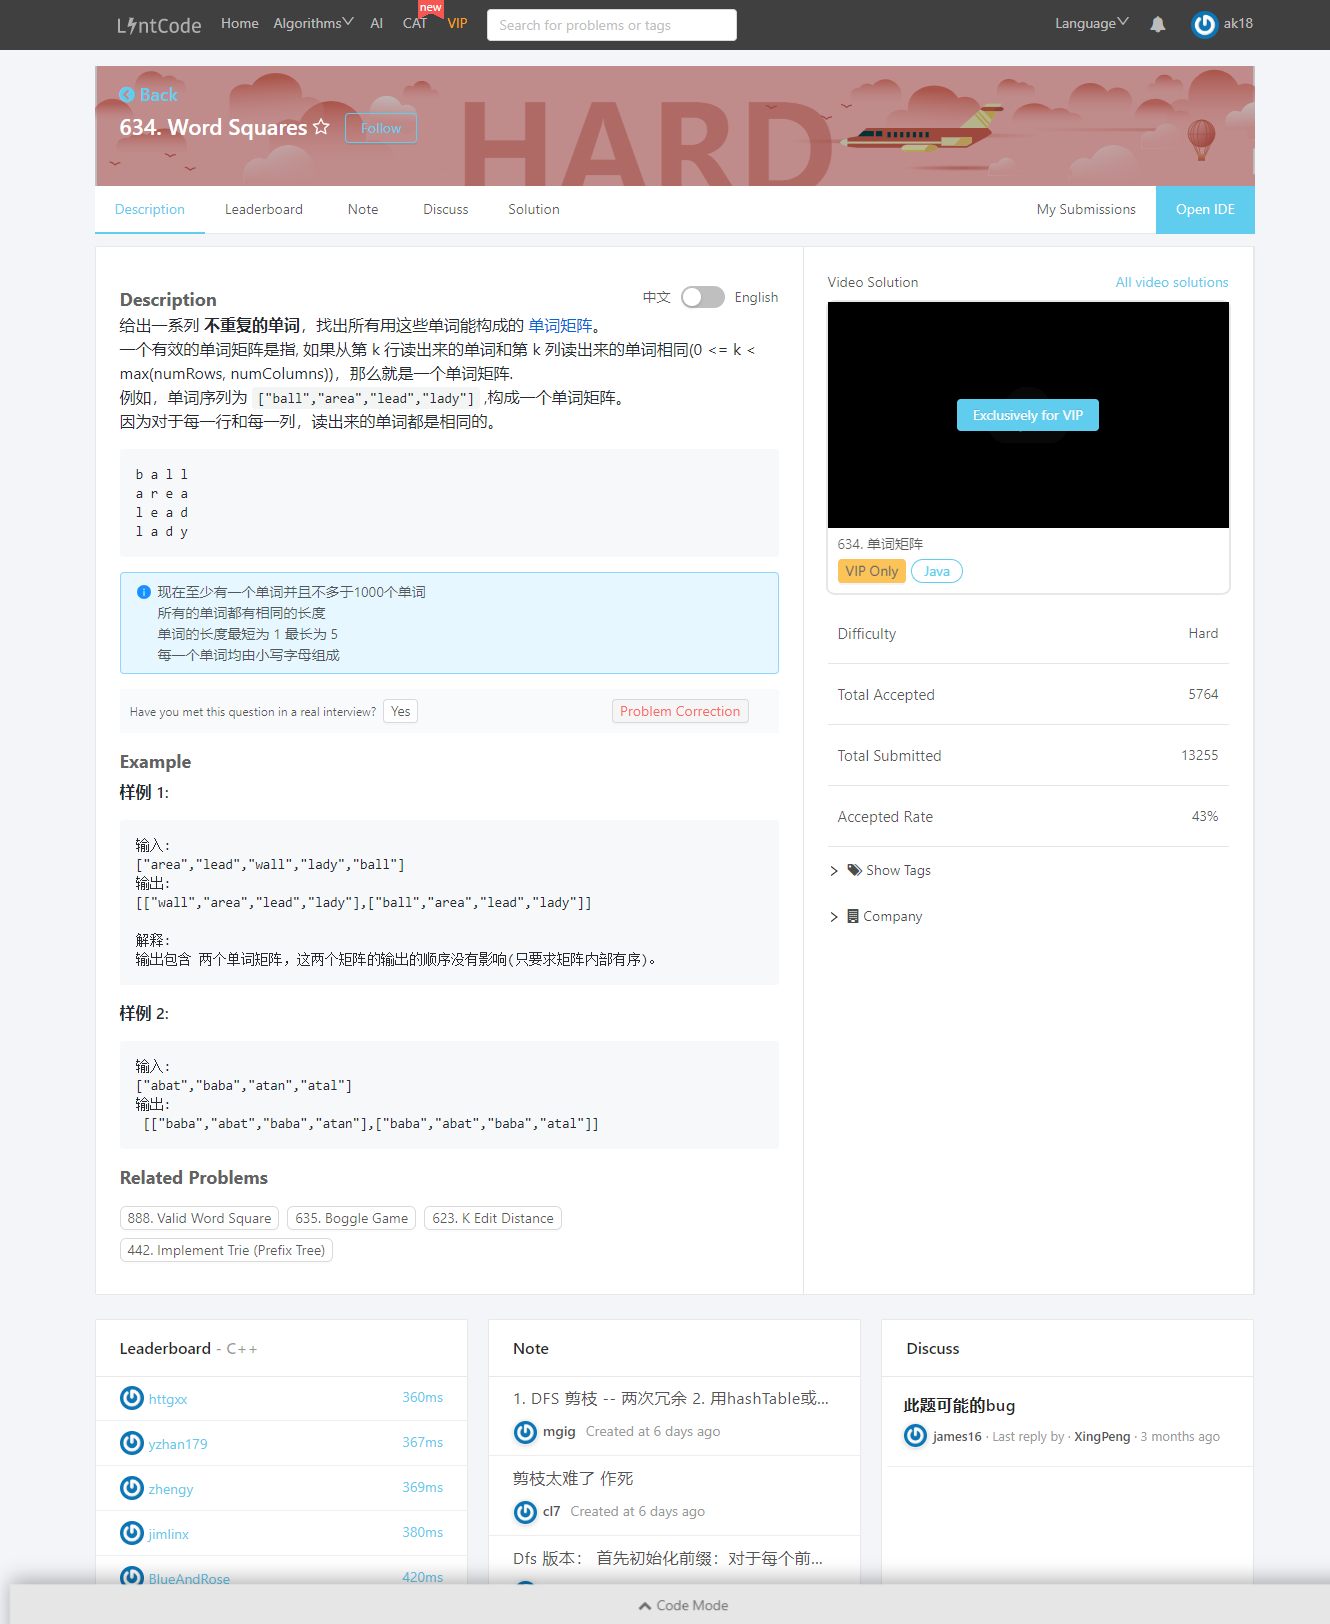 LintCode Home Algorithms AI CAT new VIP Search for problems or tags Language ak18
Back
634. Word Squares Follow
HARD
Description Leaderboard Note Discuss Solution My Submissions Open IDE
Description 中文 English
给出一系列 不重复的单词，找出所有用这些单词能构成的 单词矩阵。
一个有效的单词矩阵是指, 如果从第 k 行读出来的单词和第 k 列读出来的单词相同(0 <= k <
max(numRows, numColumns))，那么就是一个单词矩阵.
例如，单词序列为 ["ball","area","lead","lady"] ,构成一个单词矩阵。
因为对于每一行和每一列，读出来的单词都是相同的。
b a l l
a r e a
l e a d
l a d y
现在至少有一个单词并且不多于1000个单词
所有的单词都有相同的长度
单词的长度最短为 1 最长为 5
每一个单词均由小写字母组成
Have you met this question in a real interview? Yes Problem Correction
Example
样例 1:
输入：
["area","lead","wall","lady","ball"]
输出：
[["wall","area","lead","lady"],["ball","area","lead","lady"]]
解释：
输出包含 两个单词矩阵，这两个矩阵的输出的顺序没有影响(只要求矩阵内部有序)。
样例 2:
输入：
["abat","baba","atan","atal"]
输出：
[["baba","abat","baba","atan"],["baba","abat","baba","atal"]]
Related Problems
888. Valid Word Square 635. Boggle Game 623. K Edit Distance
442. Implement Trie (Prefix Tree)
Video Solution All video solutions
Exclusively for VIP
634. 单词矩阵
VIP Only Java
Difficulty Hard
Total Accepted 5764
Total Submitted 13255
Accepted Rate 43%
Show Tags
Company
Leaderboard - C++
httgxx 360ms
yzhan179 367ms
zhengy 369ms
jimlinx 380ms
BlueAndRose 420ms
Note
1. DFS 剪枝 -- 两次冗余 2. 用hashTable或...
mgig Created at 6 days ago
剪枝太难了 作死
cl7 Created at 6 days ago
Dfs 版本： 首先初始化前缀：对于每个前...
Discuss
此题可能的bug
james16 · Last reply by · XingPeng · 3 months ago
Code Mode